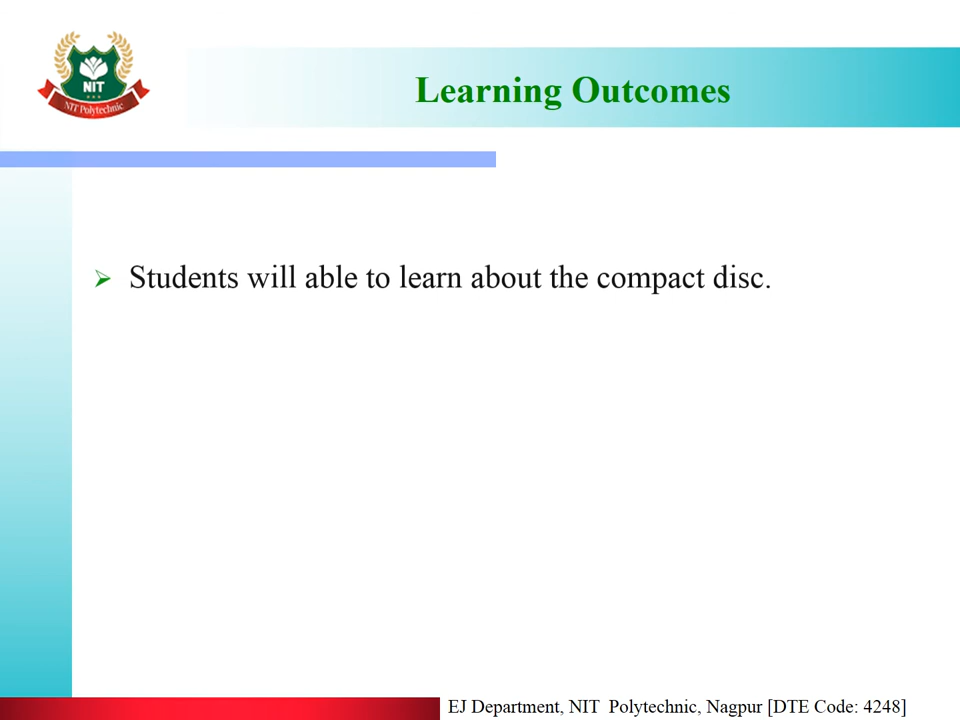 NIT
NIT Polytechnic
Learning Outcomes
Students will able to learn about the compact disc.
EJ Department, NIT Polytechnic, Nagpur [DTE Code: 4248]